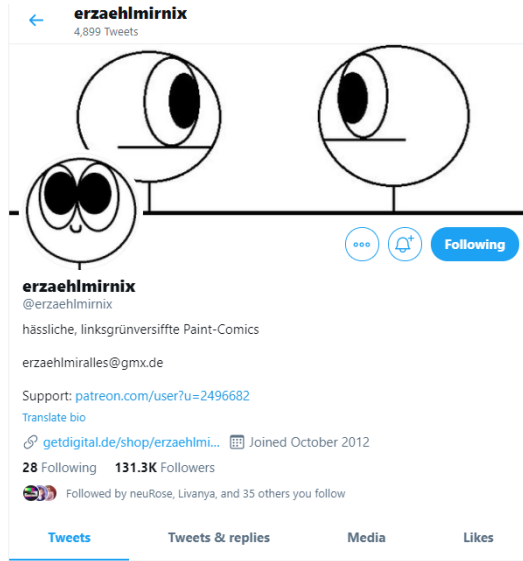 erzaehlmirnix
4,899 Tweets
Following
erzaehlmirnix
@erzaehlmirnix
hässliche, linksgrünversiffte Paint-Comics
erzaehlmiralles@gmx.de
Support: patreon.com/user?u=2496682
Translate bio
getdigital.de/shop/erzaehlmi... Joined October 2012
28 Following 131.3K Followers
Followed by neuRose, Livanya, and 35 others you follow
Tweets Tweets & replies Media Likes